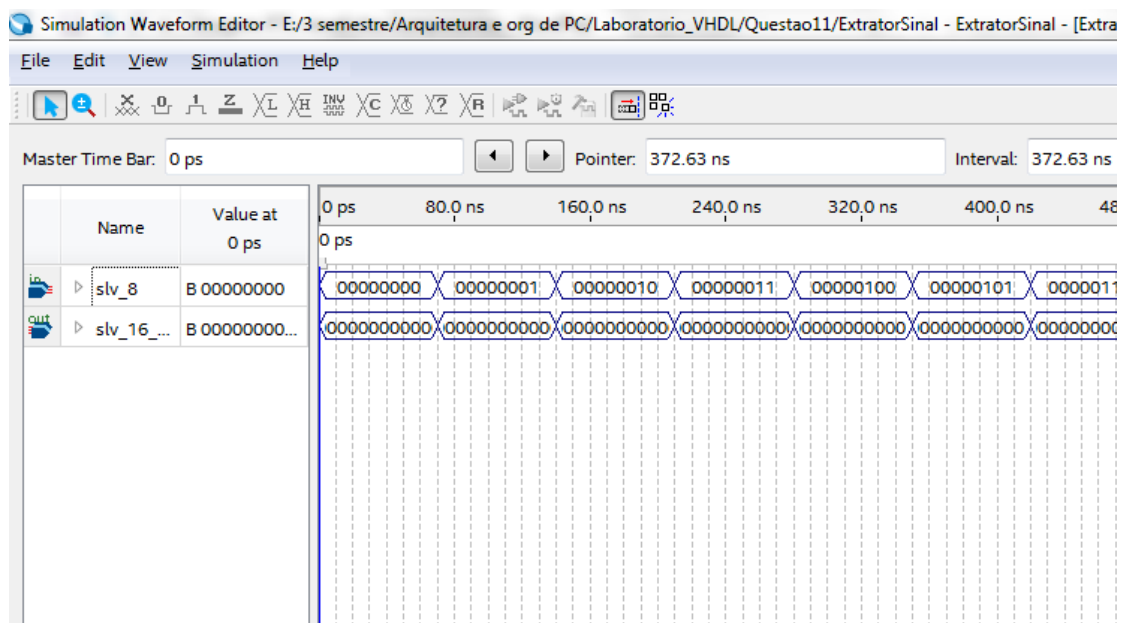 Simulation Waveform Editor - E:/3 semestre/Arquitetura e org de PC/Laboratorio_VHDL/Questao11/ExtratorSinal - ExtratorSinal - [Extra
File Edit View Simulation Help
Master Time Bar: 0 ps Pointer: 372.63 ns Interval: 372.63 ns
Name Value at 0 ps
0 ps 80.0 ns 160.0 ns 240.0 ns 320.0 ns 400.0 ns 48
0 ps
slv_8 B 00000000 00000000 00000001 00000010 00000011 00000100 00000101 0000011
slv_16_... B 00000000... 0000000000 0000000000 0000000000 0000000000 0000000000 0000000000 00000000